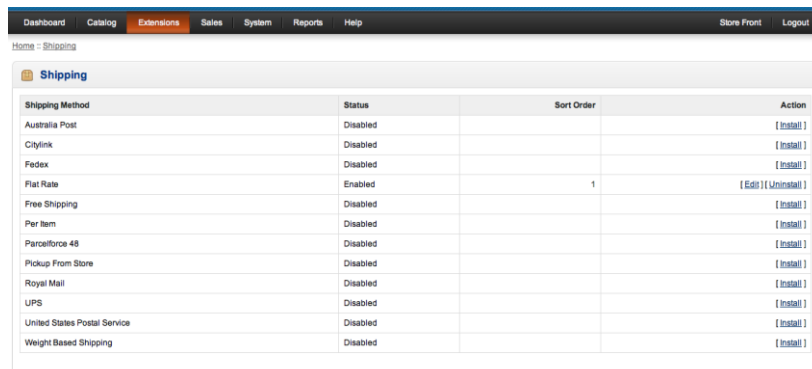 Dashboard Catalog Extensions Sales System Reports Help Store Front Logout
Home :: Shipping
Shipping
Shipping Method Status Sort Order Action
Australia Post Disabled [ Install ]
Citylink Disabled [ Install ]
Fedex Disabled [ Install ]
Flat Rate Enabled 1 [ Edit ] [ Uninstall ]
Free Shipping Disabled [ Install ]
Per Item Disabled [ Install ]
Parcelforce 48 Disabled [ Install ]
Pickup From Store Disabled [ Install ]
Royal Mail Disabled [ Install ]
UPS Disabled [ Install ]
United States Postal Service Disabled [ Install ]
Weight Based Shipping Disabled [ Install ]